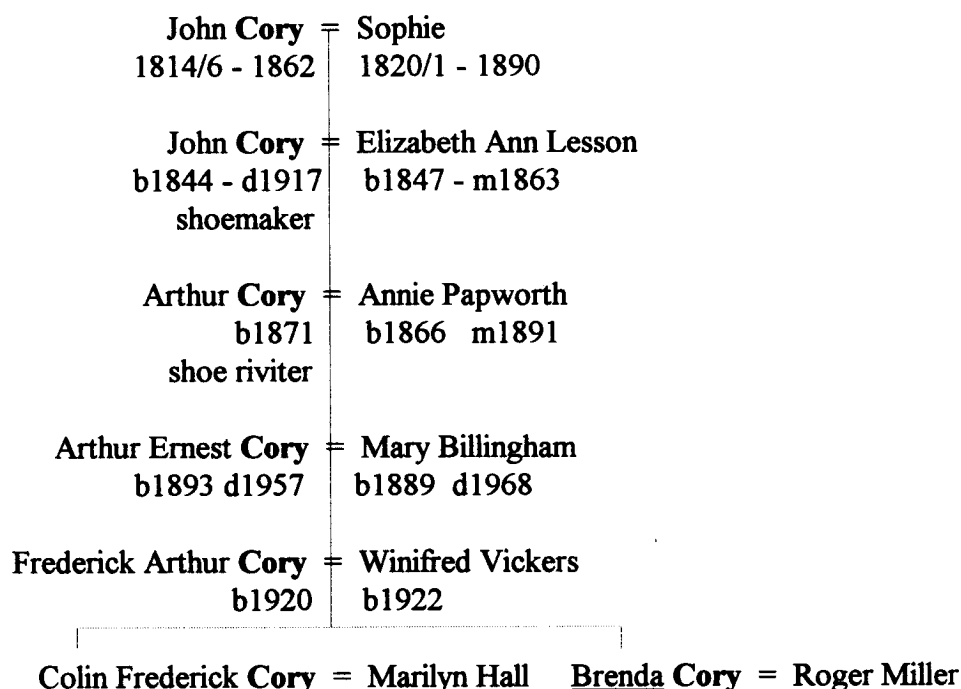 John Cory = Sophie
1814/6 - 1862 1820/1 - 1890
John Cory = Elizabeth Ann Lesson
b1844 - d1917 b1847 - m1863
shoemaker
Arthur Cory = Annie Papworth
b1871 b1866 m1891
shoe riviter
Arthur Ernest Cory = Mary Billingham
b1893 d1957 b1889 d1968
Frederick Arthur Cory = Winifred Vickers
b1920 b1922
Colin Frederick Cory = Marilyn Hall Brenda Cory = Roger Miller